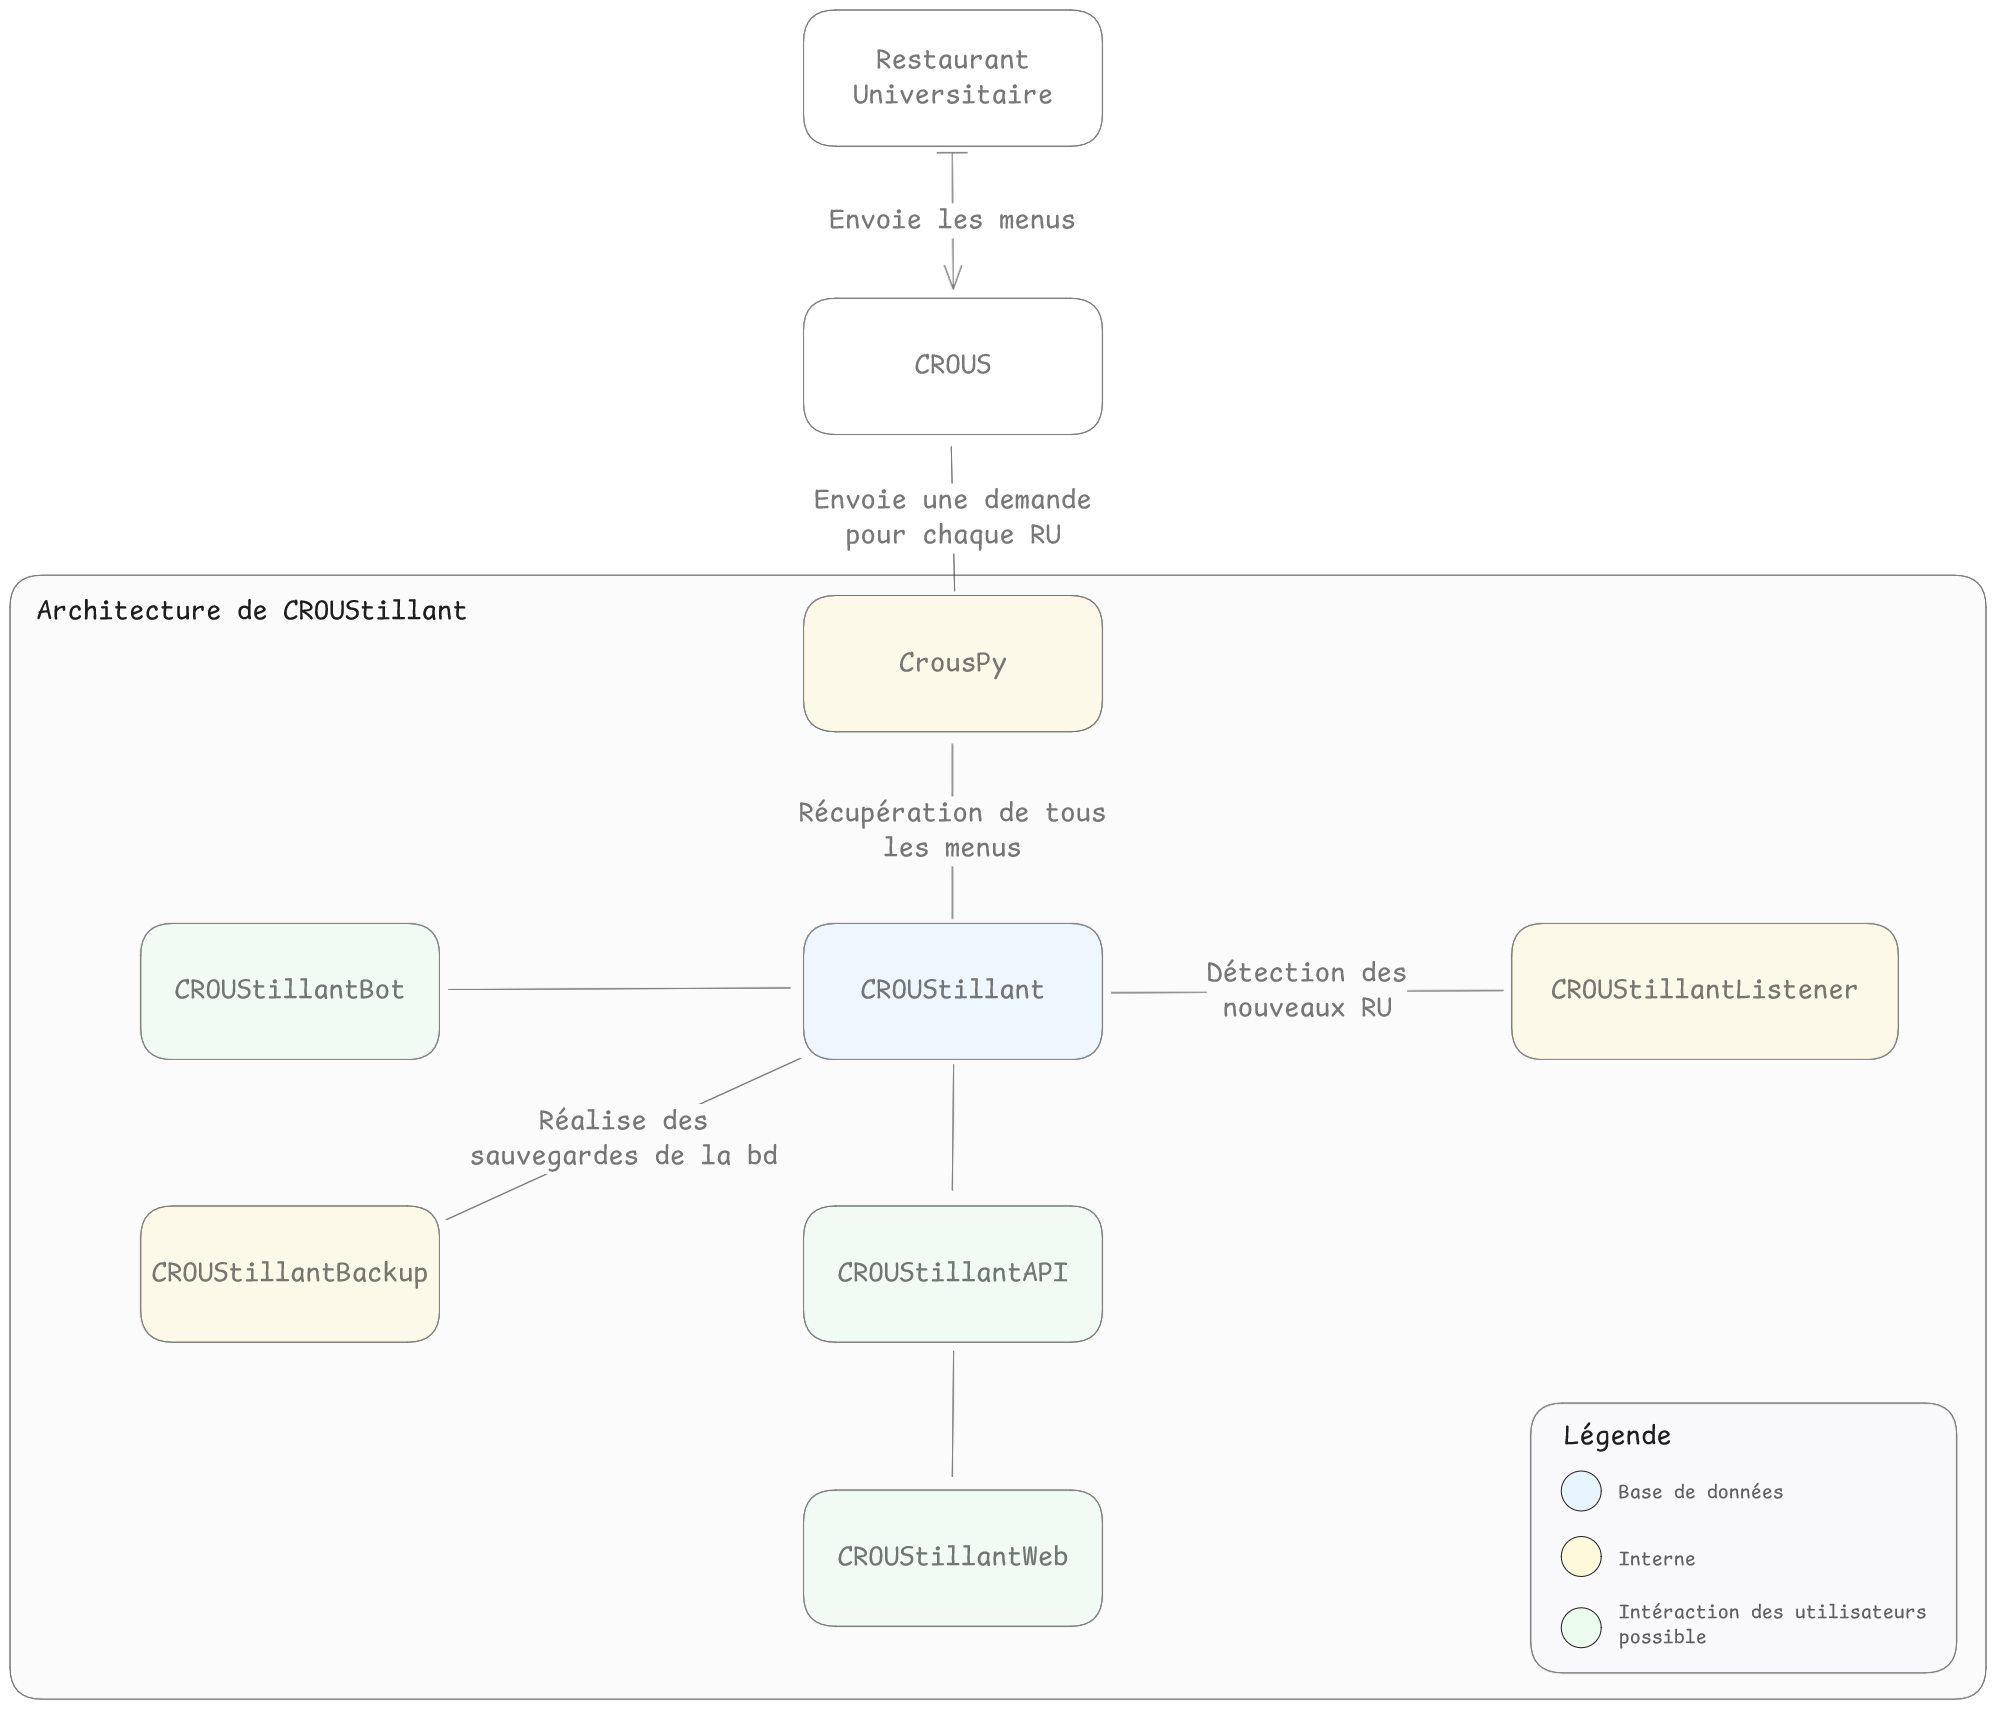 Restaurant
Universitaire
Envoie les menus
CROUS
Envoie une demande
pour chaque RU
Architecture de CROUStillant
CrousPy
Récupération de tous
les menus
CROUStillantBot
CROUStillant
Détection des
nouveaux RU
CROUStillantListener
Réalise des
sauvegardes de la bd
CROUStillantBackup
CROUStillantAPI
CROUStillantWeb
Légende
Base de données
Interne
Intéraction des utilisateurs
possible